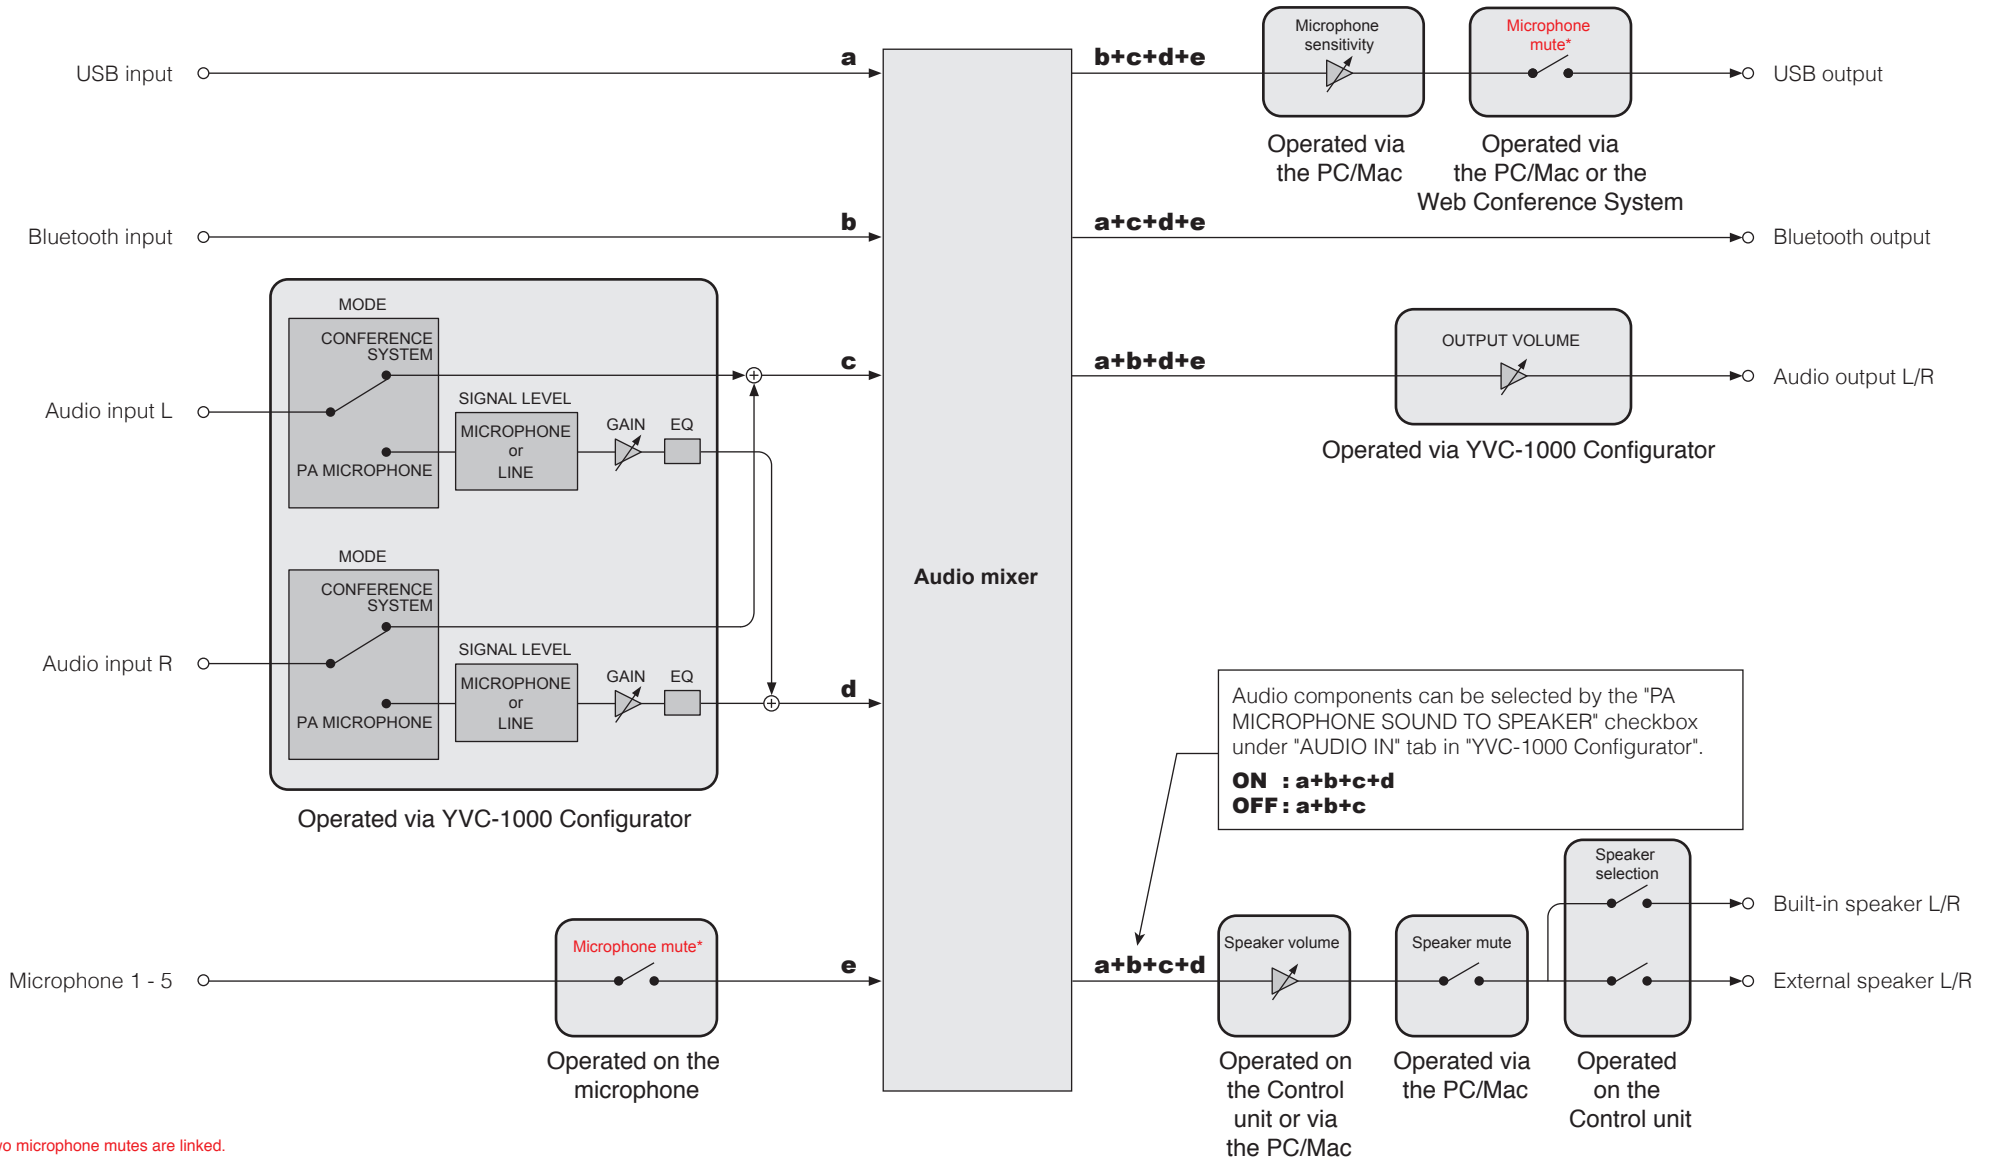 USB input
a
b+c+d+e
Microphone
sensitivity
Operated via
the PC/Mac
Microphone
mute*
Operated via
the PC/Mac or the
Web Conference System
USB output
Bluetooth input
b
a+c+d+e
Bluetooth output
MODE
CONFERENCE
SYSTEM
PA MICROPHONE
SIGNAL LEVEL
MICROPHONE
or
LINE
GAIN
EQ
Audio input L
c
a+b+d+e
OUTPUT VOLUME
Operated via YVC-1000 Configurator
Audio output L/R
MODE
CONFERENCE
SYSTEM
PA MICROPHONE
SIGNAL LEVEL
MICROPHONE
or
LINE
GAIN
EQ
Audio input R
d
Operated via YVC-1000 Configurator
Audio mixer
Audio components can be selected by the "PA
MICROPHONE SOUND TO SPEAKER" checkbox
under "AUDIO IN" tab in "YVC-1000 Configurator".
ON : a+b+c+d
OFF : a+b+c
Microphone 1 - 5
Microphone mute*
Operated on the
microphone
e
a+b+c+d
Speaker volume
Operated on
the Control
unit or via
the PC/Mac
Speaker mute
Operated via
the PC/Mac
Speaker
selection
Operated
on the
Control unit
Built-in speaker L/R
External speaker L/R
microphone mutes are linked.